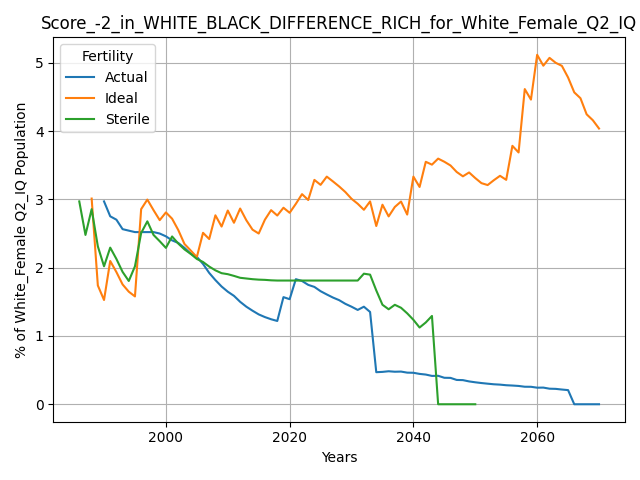 Score_-2_in_WHITE_BLACK_DIFFERENCE_RICH_for_White_Female_Q2_IQ
Fertility
Actual
Ideal
Sterile
% of White_Female Q2_IQ Population
5
4
3
2
1
0
2000
2020
2040
2060
Years